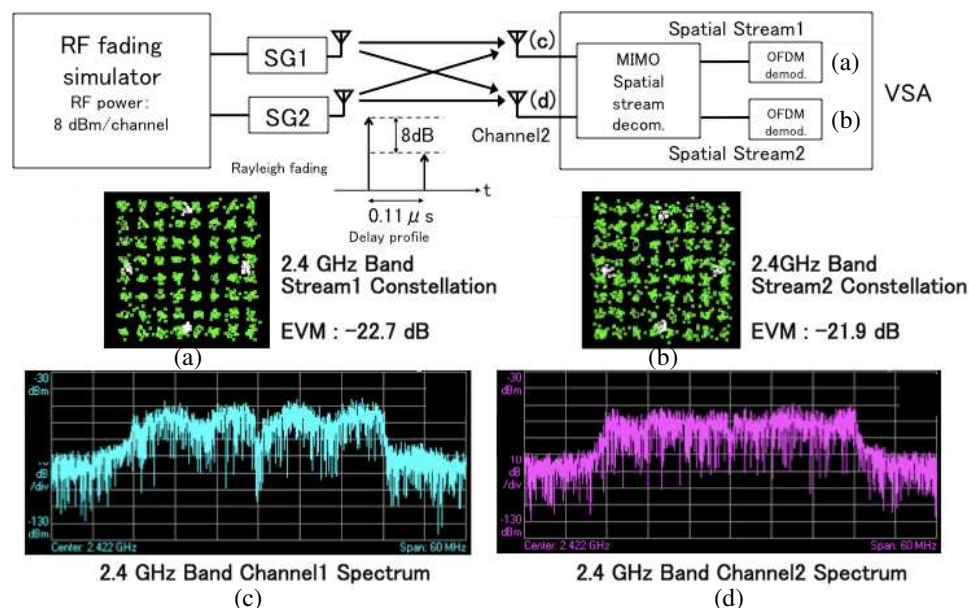 RF fading
simulator
RF power:
8 dBm/channel
SG1
SG2
(c)
(d)
Channel2
Spatial Stream1
MIMO
Spatial
stream
decom.
OFDM
demod.
(a)
OFDM
demod.
(b)
Spatial Stream2
VSA
8dB
Rayleigh fading
t
0.11 μ s
Delay profile
2.4 GHz Band
Stream1 Constellation
EVM : -22.7 dB
(a)
2.4GHz Band
Stream2 Constellation
EVM : -21.9 dB
(b)
-30
dBm
dB
/div
-130
dBm
Center: 2.422 GHz
Span: 60 MHz
2.4 GHz Band Channel1 Spectrum
(c)
-30
dBm
10
dB
/div
-130
dBm
Center: 2.422 GHz
Span: 60 MHz
2.4 GHz Band Channel2 Spectrum
(d)